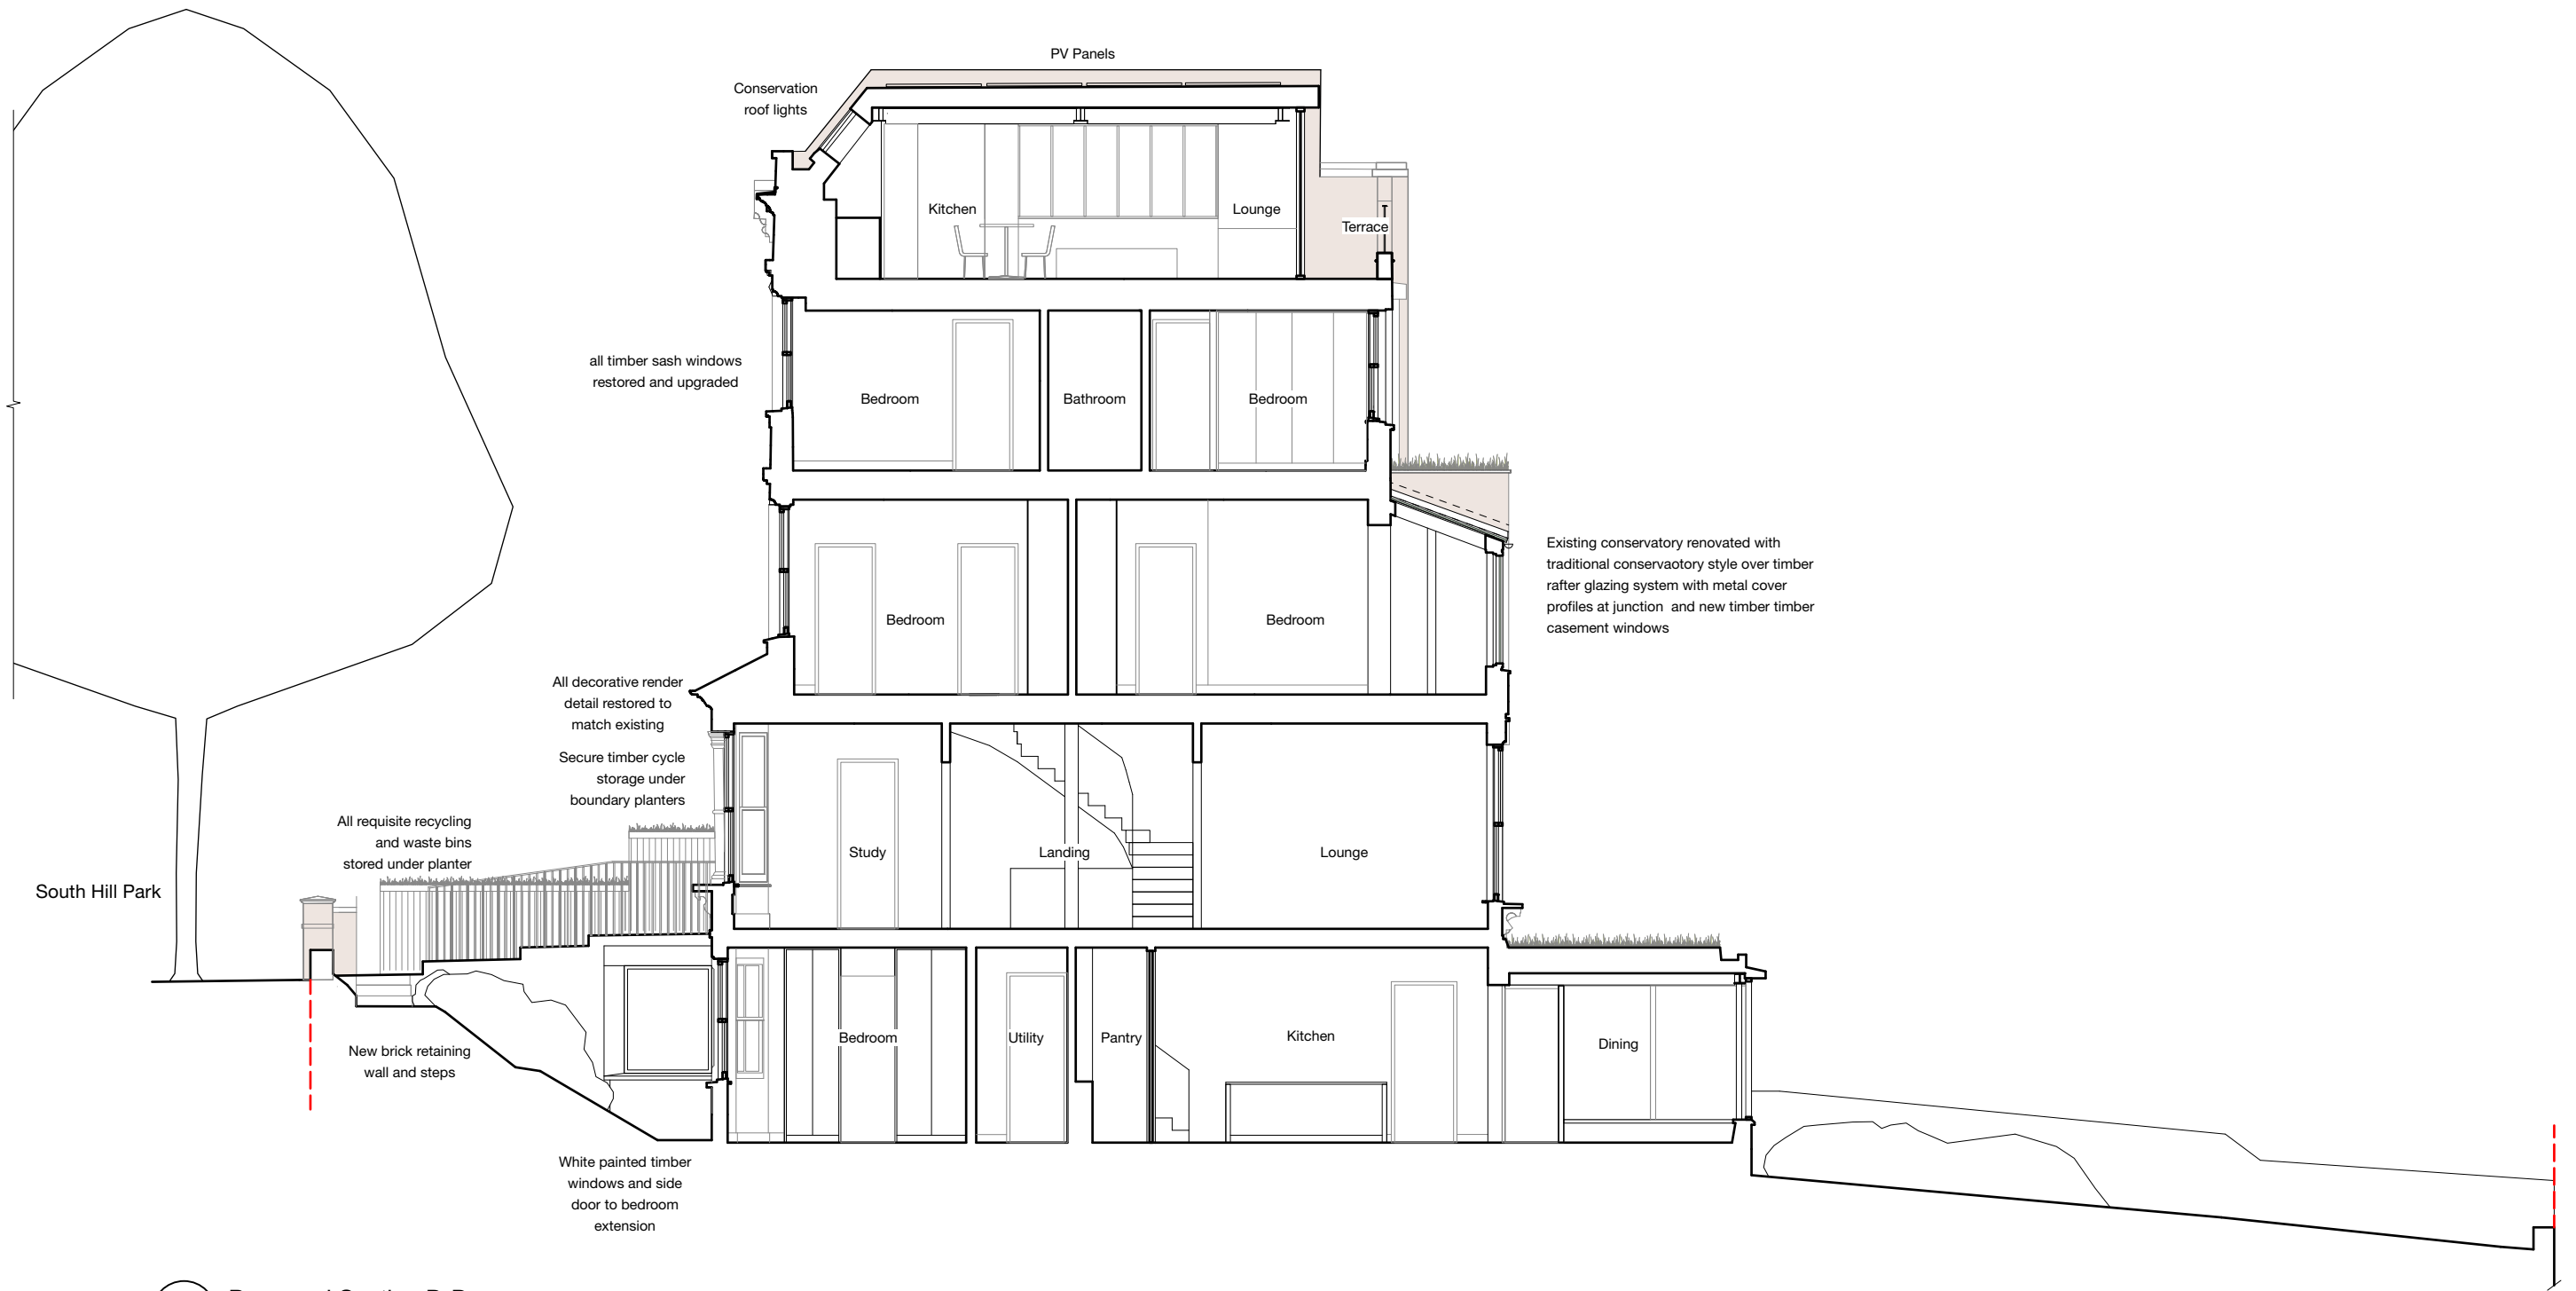 PV Panels
Conservation
roof lights
Kitchen
Lounge
Terrace
all timber sash windows
restored and upgraded
Bedroom
Bathroom
Bedroom
Existing conservatory renovated with
traditional conservaotory style over timber
rafter glazing system with metal cover
profiles at junction and new timber timber
casement windows
Bedroom
Bedroom
All decorative render
detail restored to
match existing
Secure timber cycle
storage under
boundary planters
All requisite recycling
and waste bins
stored under planter
Study
Landing
Lounge
South Hill Park
New brick retaining
wall and steps
Bedroom
Utility
Pantry
Kitchen
Dining
White painted timber
windows and side
door to bedroom
extension